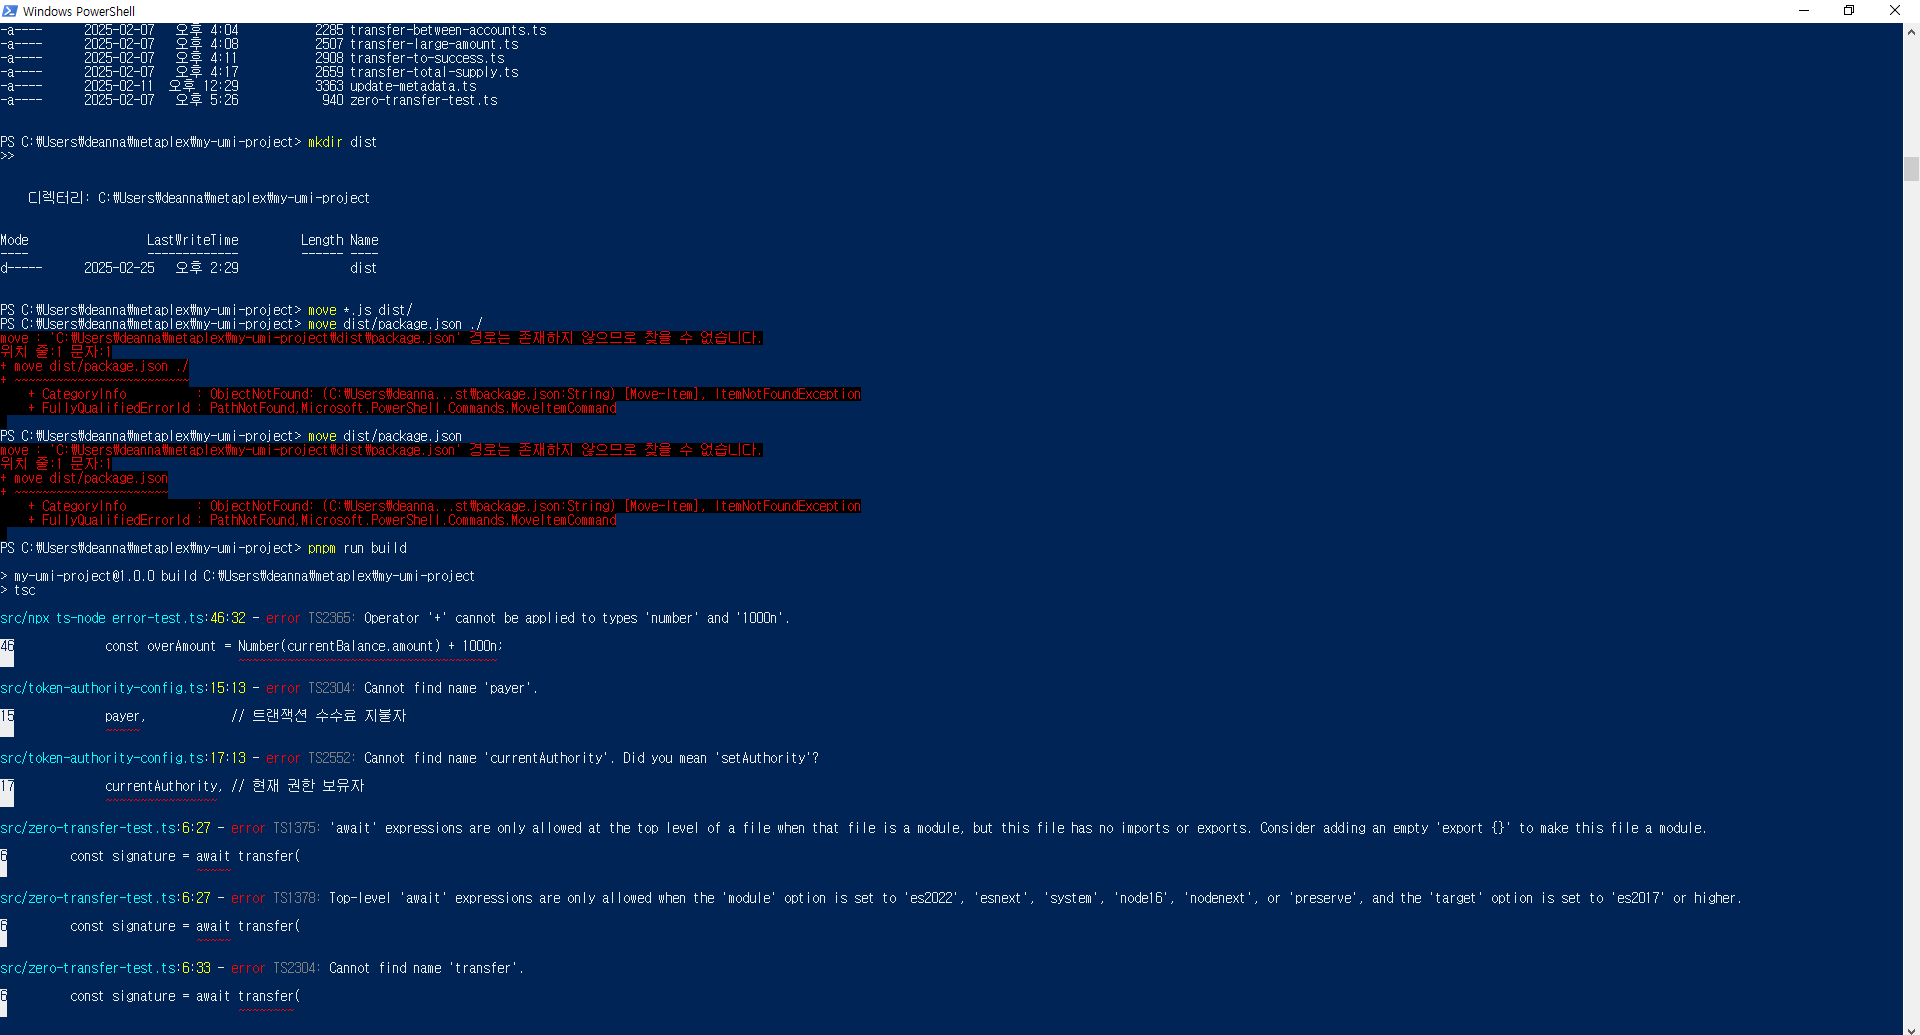 Windows PowerShell
-a---- 2025-02-07 오후 4:04 2285 transfer-between-accounts.ts
-a---- 2025-02-07 오후 4:08 2507 transfer-large-amount.ts
-a---- 2025-02-07 오후 4:11 2908 transfer-to-success.ts
-a---- 2025-02-07 오후 4:17 2659 transfer-total-supply.ts
-a---- 2025-02-11 오후 12:29 3363 update-metadata.ts
-a---- 2025-02-07 오후 5:26 940 zero-transfer-test.ts
PS C:₩Users₩deanna₩metaplex₩my-umi-project> mkdir dist
>>
디렉터리: C:₩Users₩deanna₩metaplex₩my-umi-project
Mode LastWriteTime Length Name
---- ------------- ------ ----
d----- 2025-02-25 오후 2:29 dist
PS C:₩Users₩deanna₩metaplex₩my-umi-project> move *.js dist/
PS C:₩Users₩deanna₩metaplex₩my-umi-project> move dist/package.json ./
move : 'C:₩Users₩deanna₩metaplex₩my-umi-project₩dist₩package.json' 경로는 존재하지 않으므로 찾을 수 없습니다.
위치 줄:1 문자:1
+ move dist/package.json ./
+ ~~~~~~~~~~~~~~~~~~~~~~~~~
+ CategoryInfo : ObjectNotFound: (C:₩Users₩deanna...st₩package.json:String) [Move-Item], ItemNotFoundException
+ FullyQualifiedErrorId : PathNotFound,Microsoft.PowerShell.Commands.MoveItemCommand
PS C:₩Users₩deanna₩metaplex₩my-umi-project> move dist/package.json
move : 'C:₩Users₩deanna₩metaplex₩my-umi-project₩dist₩package.json' 경로는 존재하지 않으므로 찾을 수 없습니다.
위치 줄:1 문자:1
+ move dist/package.json
+ ~~~~~~~~~~~~~~~~~~~~~~
+ CategoryInfo : ObjectNotFound: (C:₩Users₩deanna...st₩package.json:String) [Move-Item], ItemNotFoundException
+ FullyQualifiedErrorId : PathNotFound,Microsoft.PowerShell.Commands.MoveItemCommand
PS C:₩Users₩deanna₩metaplex₩my-umi-project> pnpm run build
> my-umi-project@1.0.0 build C:₩Users₩deanna₩metaplex₩my-umi-project
> tsc
src/npx ts-node error-test.ts:46:32 - error TS2365: Operator '+' cannot be applied to types 'number' and '1000n'.
46 const overAmount = Number(currentBalance.amount) + 1000n;
~~~~~~~~~~~~~~~~~~~~~~~~~~~~~~~~~~~~~
src/token-authority-config.ts:15:13 - error TS2304: Cannot find name 'payer'.
15 payer, // 트랜잭션 수수료 지불자
~~~~~
src/token-authority-config.ts:17:13 - error TS2552: Cannot find name 'currentAuthority'. Did you mean 'setAuthority'?
17 currentAuthority, // 현재 권한 보유자
~~~~~~~~~~~~~~~~
src/zero-transfer-test.ts:6:27 - error TS1375: 'await' expressions are only allowed at the top level of a file when that file is a module, but this file has no imports or exports. Consider adding an empty 'export {}' to make this file a module.
6 const signature = await transfer(
~~~~~
src/zero-transfer-test.ts:6:27 - error TS1378: Top-level 'await' expressions are only allowed when the 'module' option is set to 'es2022', 'esnext', 'system', 'node16', 'nodenext', or 'preserve', and the 'target' option is set to 'es2017' or higher.
6 const signature = await transfer(
~~~~~
src/zero-transfer-test.ts:6:33 - error TS2304: Cannot find name 'transfer'.
6 const signature = await transfer(
~~~~~~~~